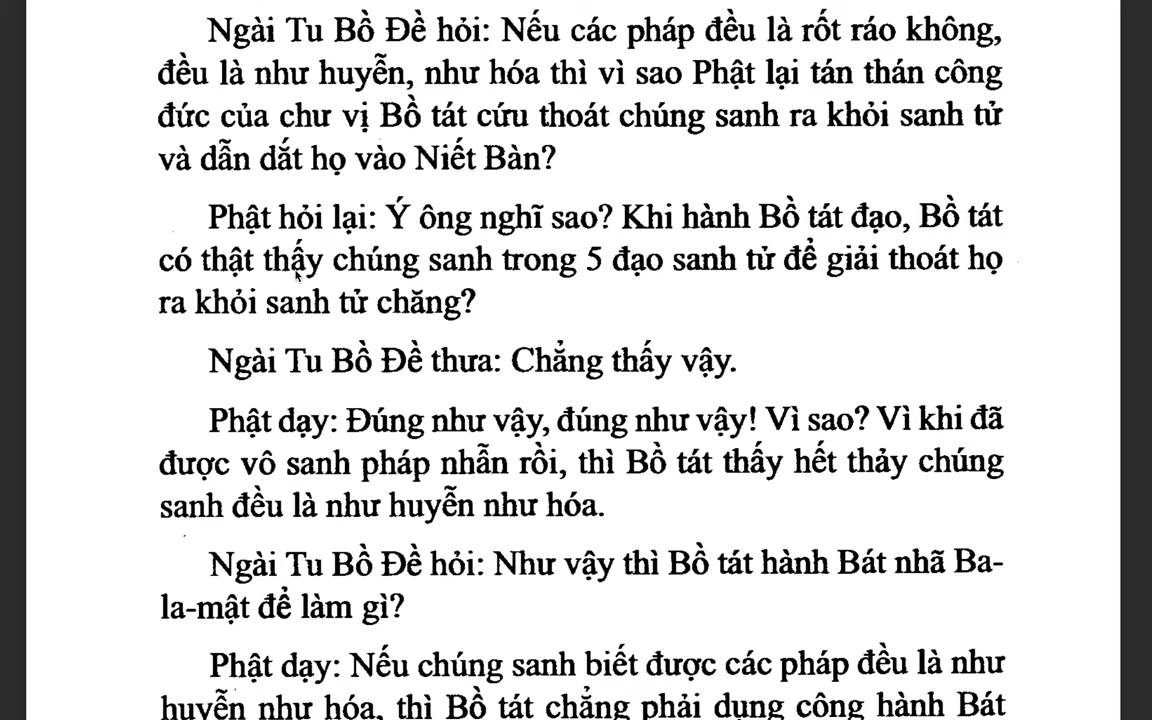 Ngài Tu Bồ Đề hỏi: Nếu các pháp đều là rốt ráo không,
đều là như huyễn, như hóa thì vì sao Phật lại tán thán công
đức của chư vị Bồ tát cứu thoát chúng sanh ra khỏi sanh tử
và dẫn dắt họ vào Niết Bàn?
Phật hỏi lại: Ý ông nghĩ sao? Khi hành Bồ tát đạo, Bồ tát
có thật thấy chúng sanh trong 5 đạo sanh tử để giải thoát họ
ra khỏi sanh tử chăng?
Ngài Tu Bồ Đề thưa: Chẳng thấy vậy.
Phật dạy: Đúng như vậy, đúng như vậy! Vì sao? Vì khi đã
được vô sanh pháp nhẫn rồi, thì Bồ tát thấy hết thảy chúng
sanh đều là như huyễn như hóa.
Ngài Tu Bồ Đề hỏi: Như vậy thì Bồ tát hành Bát nhã Ba-
la-mật để làm gì?
Phật dạy: Nếu chúng sanh biết được các pháp đều là như
huyễn như hóa, thì Bồ tát chẳng phải dụng công hành Bát